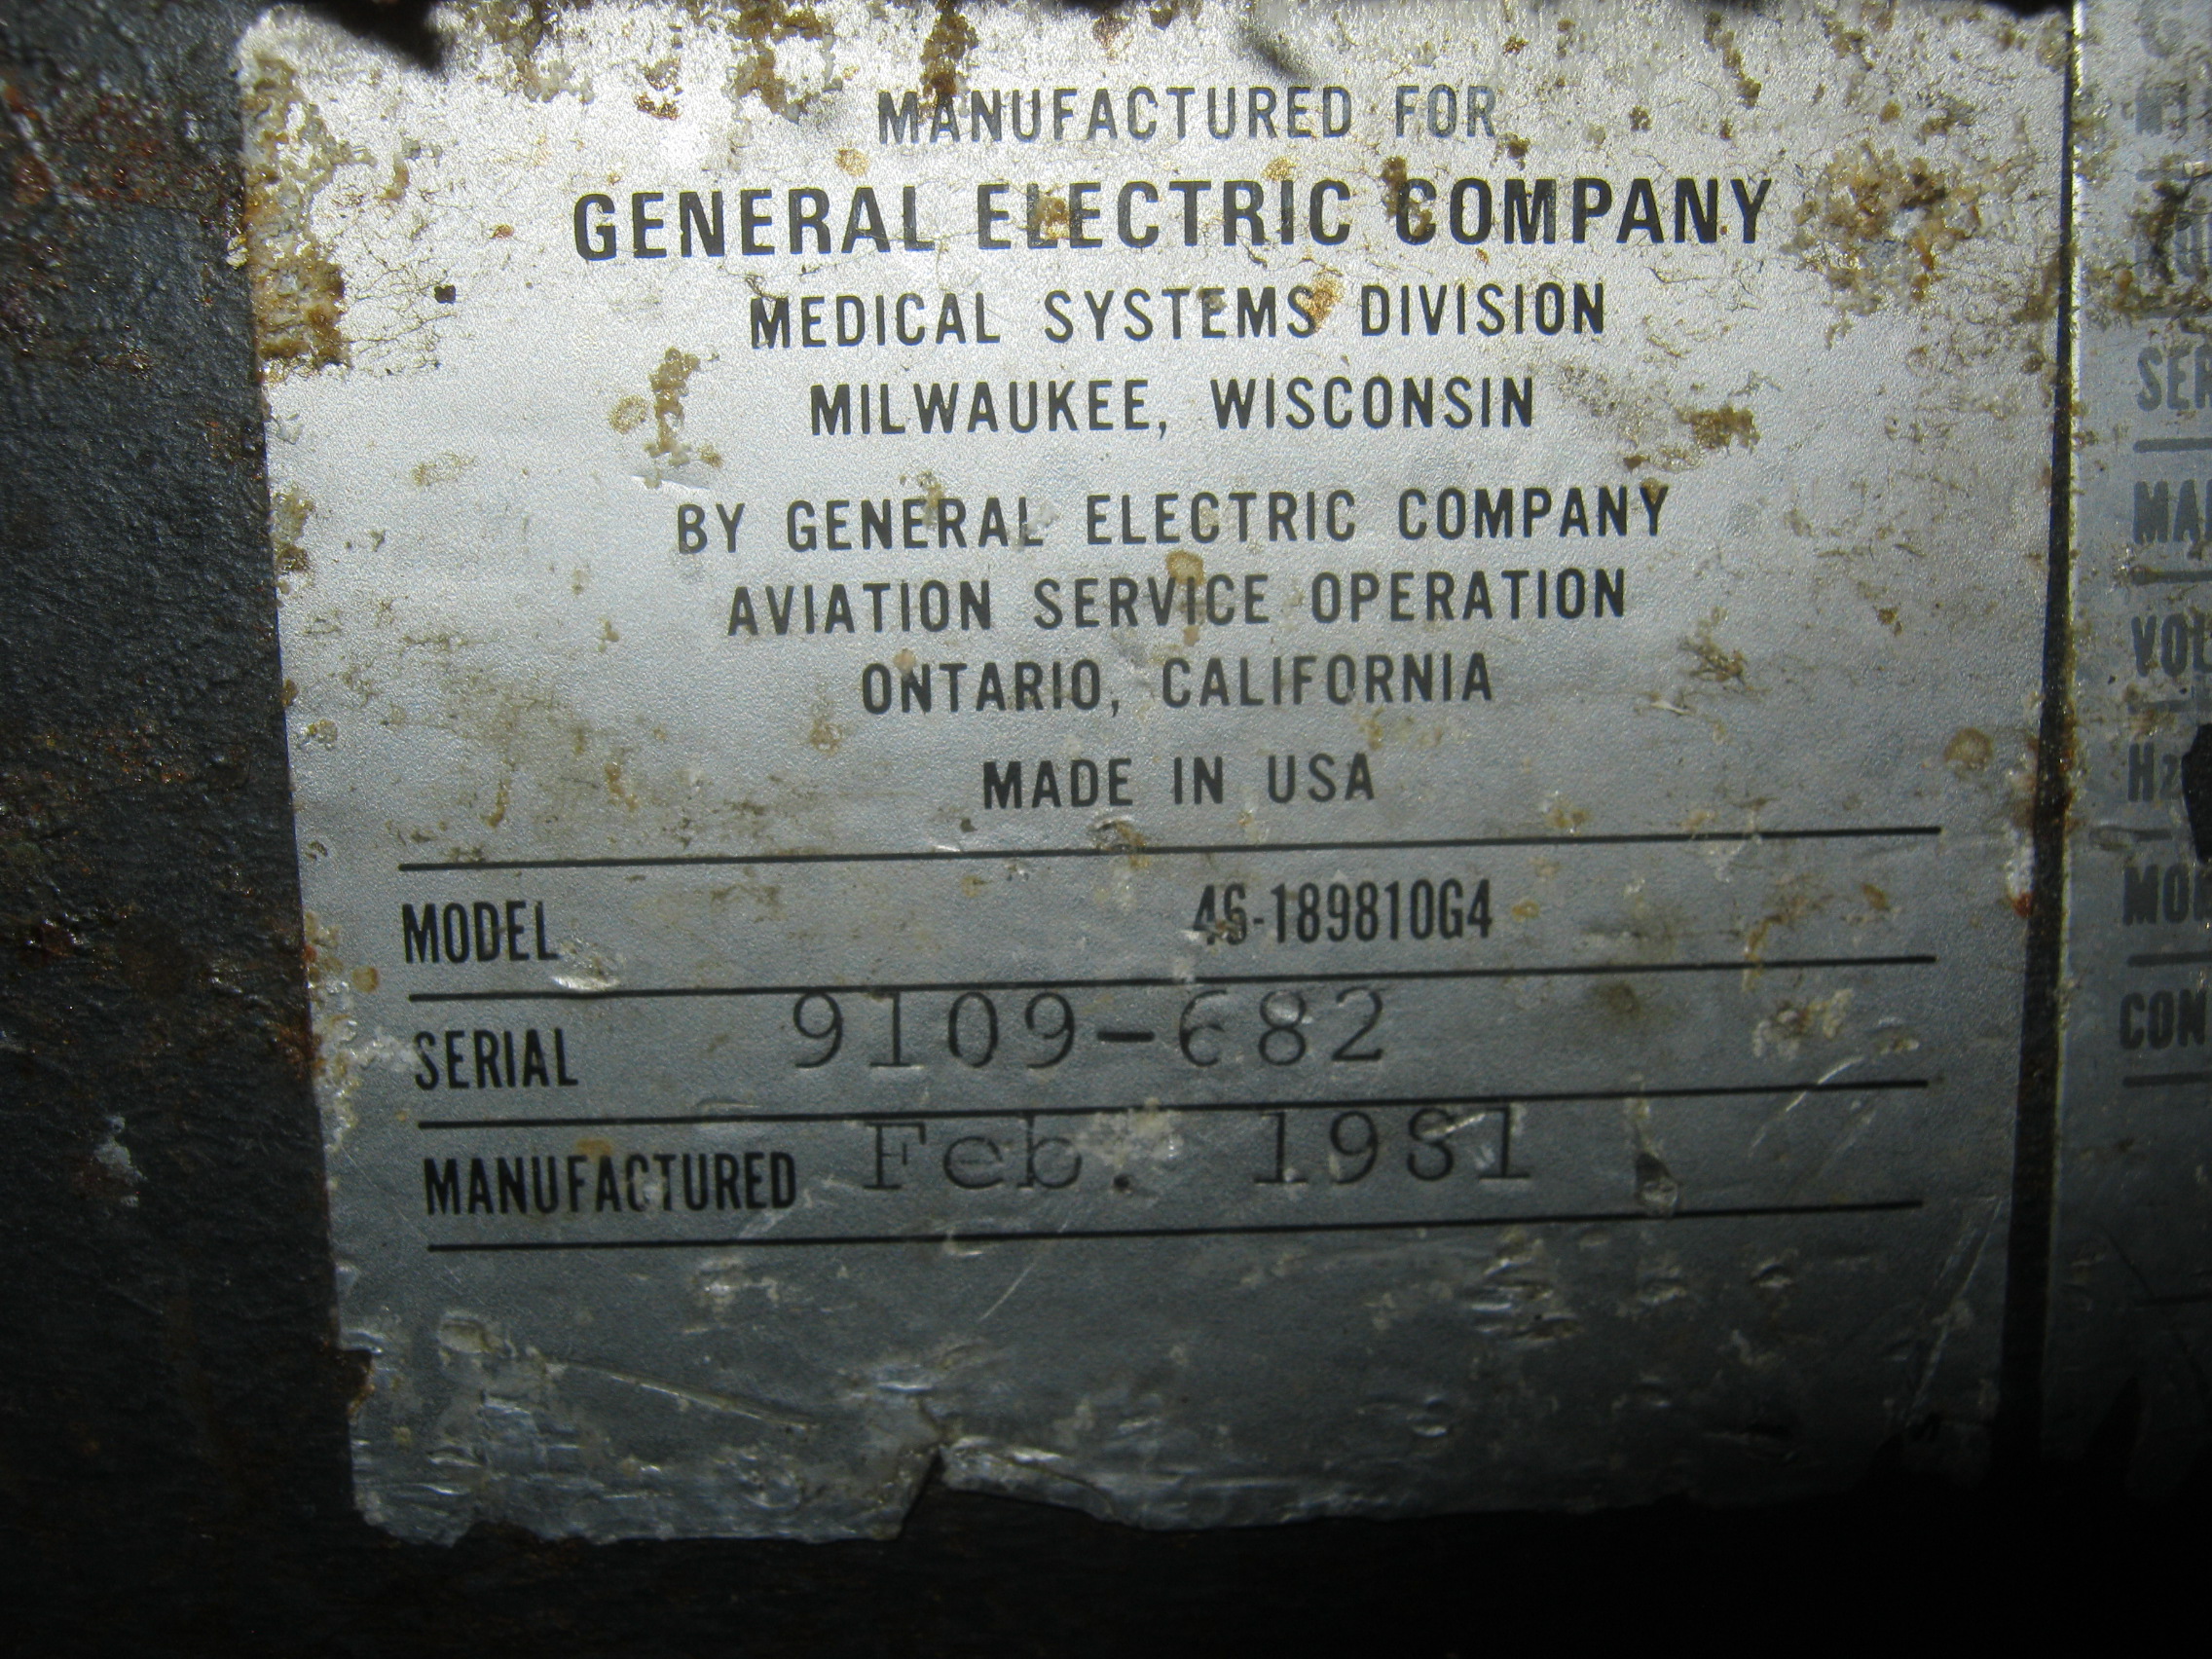 MANUFACTURED FOR
GENERAL ELECTRIC COMPANY
MEDICAL SYSTEMS DIVISION
MILWAUKEE, WISCONSIN
BY GENERAL ELECTRIC COMPANY
AVIATION SERVICE OPERATION
ONTARIO, CALIFORNIA
MADE IN USA
MODEL 46-189810G4
SERIAL 9109-682
MANUFACTURED Feb. 1981
Hz